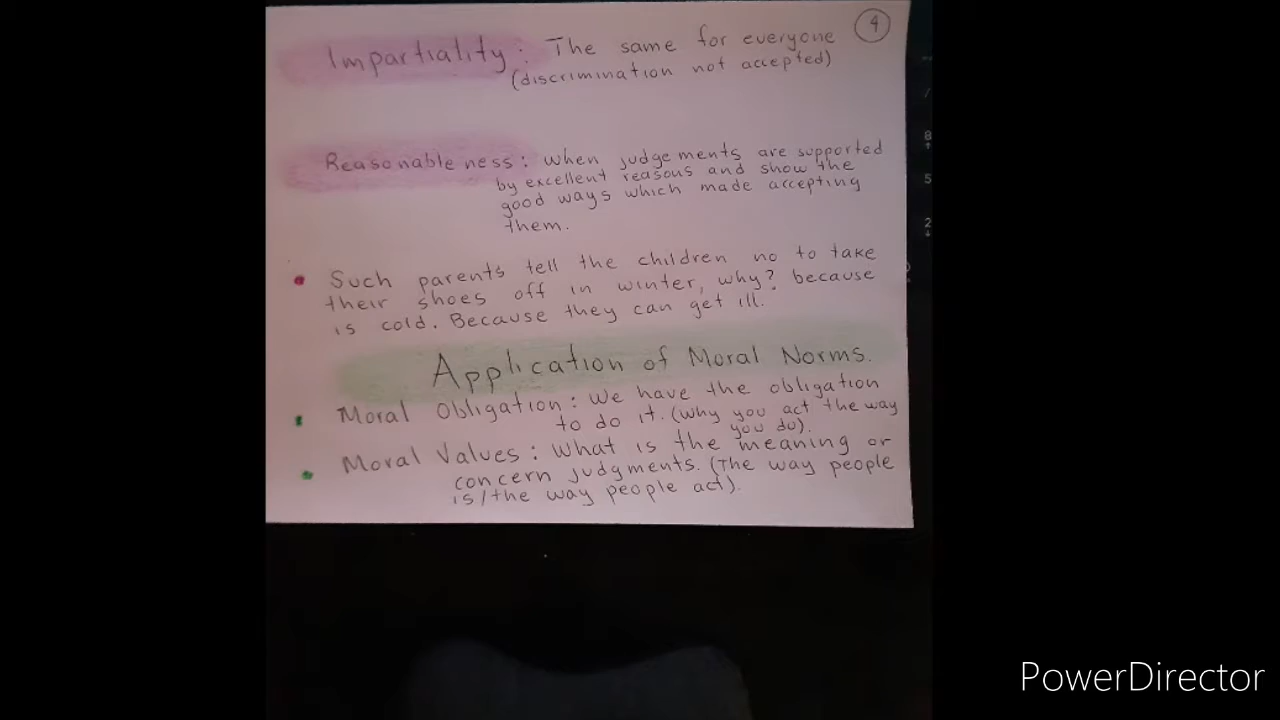 4
Impartiality: The same for everyone
(discrimination not accepted)
Reasonableness: when judgements are supported
by excellent reasons and show the
good ways which made accepting
them.
Such parents tell the children no to take
their shoes off in winter, why? because
is cold. Because they can get ill.
Application of Moral Norms.
Moral Obligation: We have the obligation
to do it. (why you act the way
you do).
Moral Values: What is the meaning or
concern judgments. (The way people
is/the way people act).
8
5
2
PowerDirector